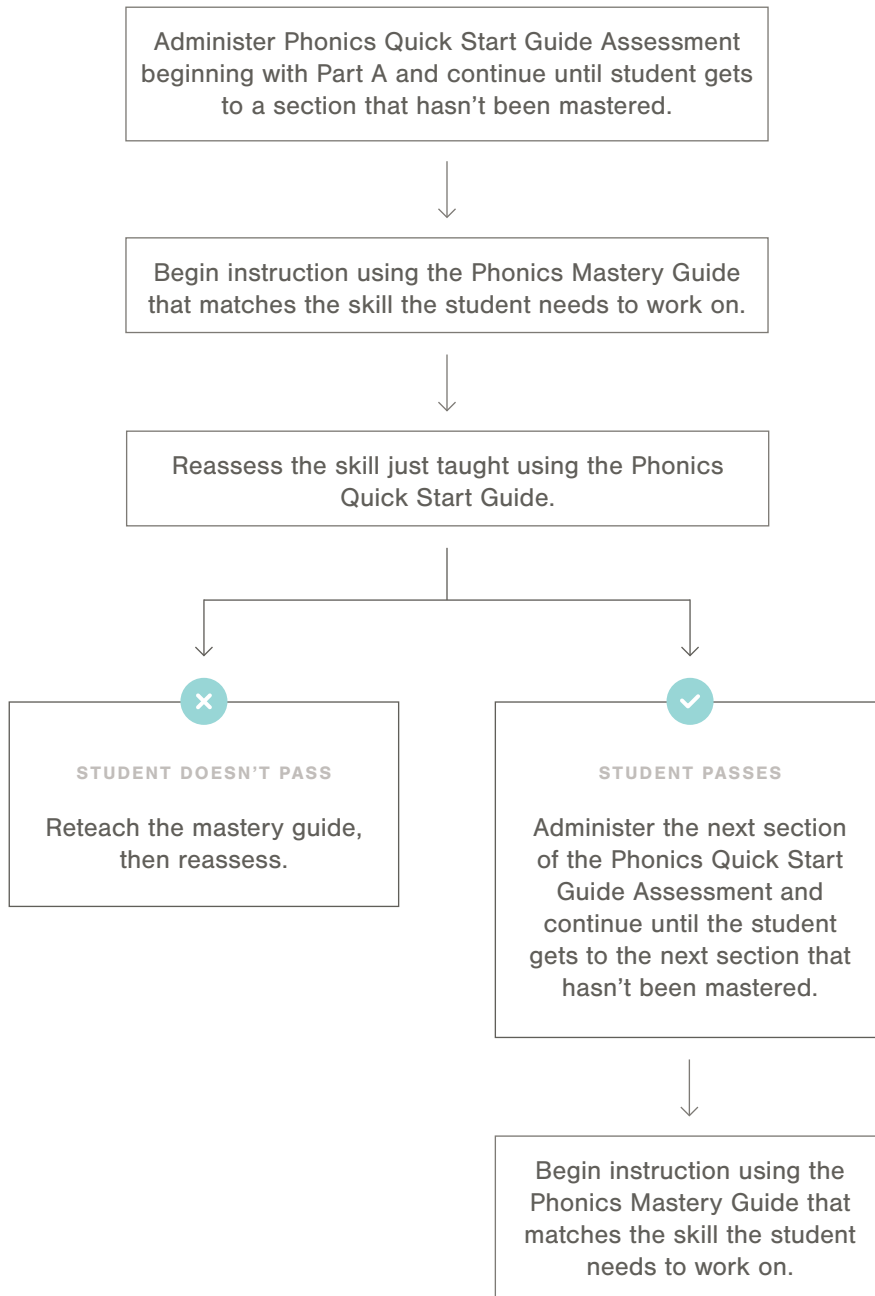 Administer Phonics Quick Start Guide Assessment
beginning with Part A and continue until student gets
to a section that hasn't been mastered.
Begin instruction using the Phonics Mastery Guide
that matches the skill the student needs to work on.
Reassess the skill just taught using the Phonics
Quick Start Guide.
STUDENT DOESN'T PASS
Reteach the mastery guide,
then reassess.
STUDENT PASSES
Administer the next section
of the Phonics Quick Start
Guide Assessment and
continue until the student
gets to the next section that
hasn't been mastered.
Begin instruction using the
Phonics Mastery Guide that
matches the skill the student
needs to work on.